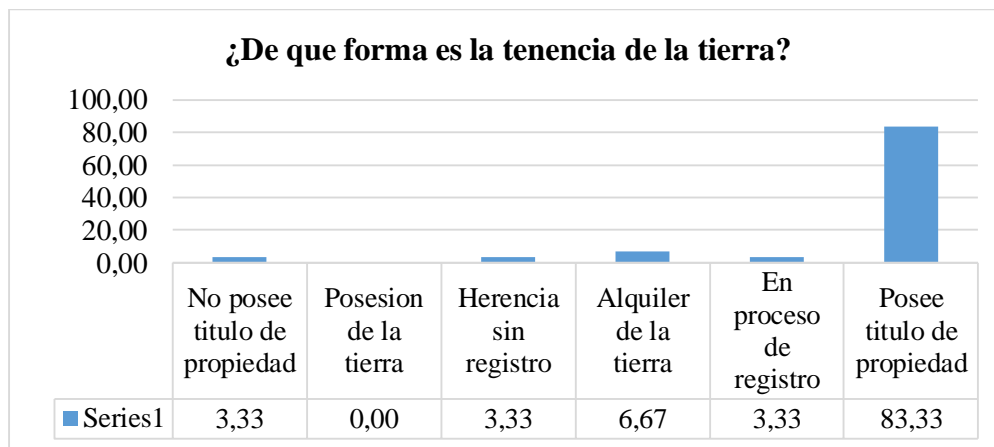 ¿De que forma es la tenencia de la tierra?
100,00
80,00
60,00
40,00
20,00
0,00
No posee
titulo de
propiedad
Posesion
de la
tierra
Herencia
sin
registro
Alquiler
de la
tierra
En
proceso
de
registro
Posee
titulo de
propiedad
Series1 3,33 0,00 3,33 6,67 3,33 83,33